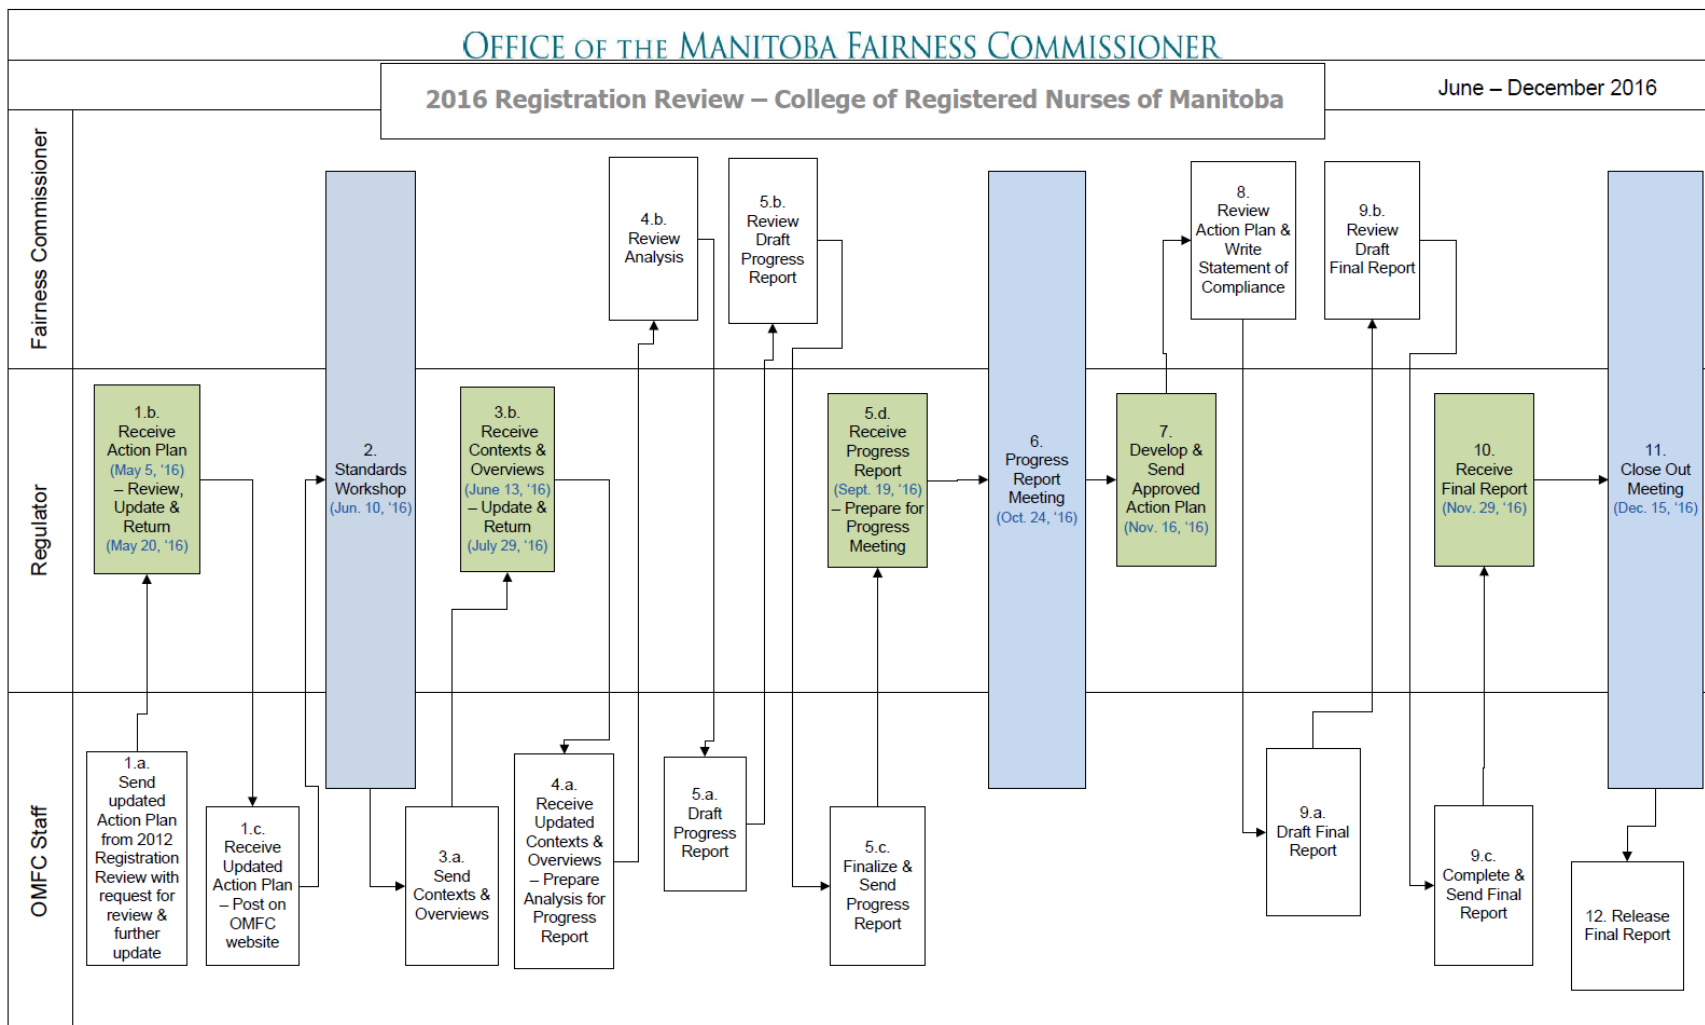 OFFICE OF THE MANITOBA FAIRNESS COMMISSIONER
2016 Registration Review – College of Registered Nurses of Manitoba
June – December 2016
Fairness Commissioner
4.b.
Review
Analysis
5.b.
Review
Draft
Progress
Report
8.
Review
Action Plan &
Write
Statement of
Compliance
9.b.
Review
Draft
Final Report
Regulator
1.b.
Receive
Action Plan
(May 5, ‘16)
– Review,
Update &
Return
(May 20, ‘16)
2.
Standards
Workshop
(Jun. 10, ‘16)
3.b.
Receive
Contexts &
Overviews
(June 13, ‘16)
– Update &
Return
(July 29, ‘16)
5.d.
Receive
Progress
Report
(Sept. 19, ‘16)
– Prepare for
Progress
Meeting
6.
Progress
Report
Meeting
(Oct. 24, ‘16)
7.
Develop &
Send
Approved
Action Plan
(Nov. 16, ‘16)
10.
Receive
Final Report
(Nov. 29, ‘16)
11.
Close Out
Meeting
(Dec. 15, ‘16)
OMFC Staff
1.a.
Send
updated
Action Plan
from 2012
Registration
Review with
request for
review &
further
update
1.c.
Receive
Updated
Action Plan
– Post on
OMFC
website
3.a.
Send
Contexts &
Overviews
4.a.
Receive
Updated
Contexts &
Overviews
– Prepare
Analysis for
Progress
Report
5.a.
Draft
Progress
Report
5.c.
Finalize &
Send
Progress
Report
9.a.
Draft Final
Report
9.c.
Complete &
Send Final
Report
12. Release
Final Report